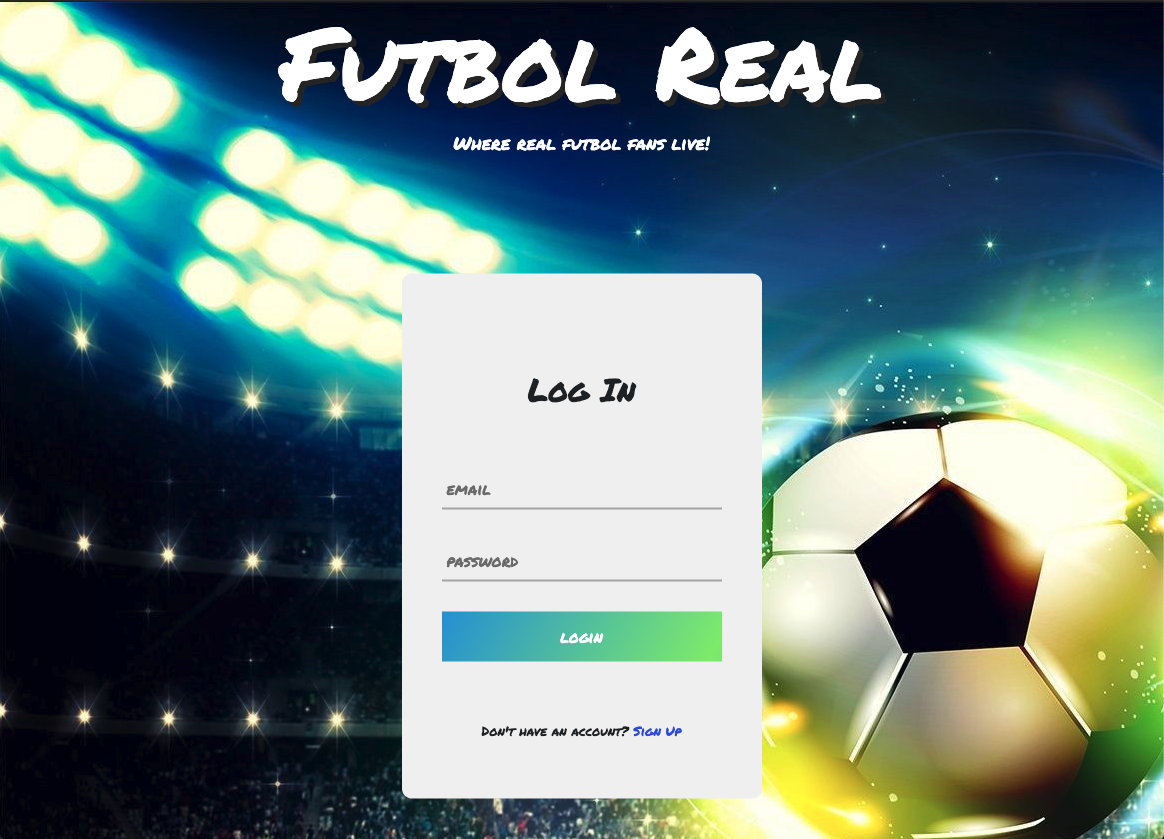 Futbol Real
Where real futbol fans live!
Log In
email
password
login
Don't have an account? Sign Up